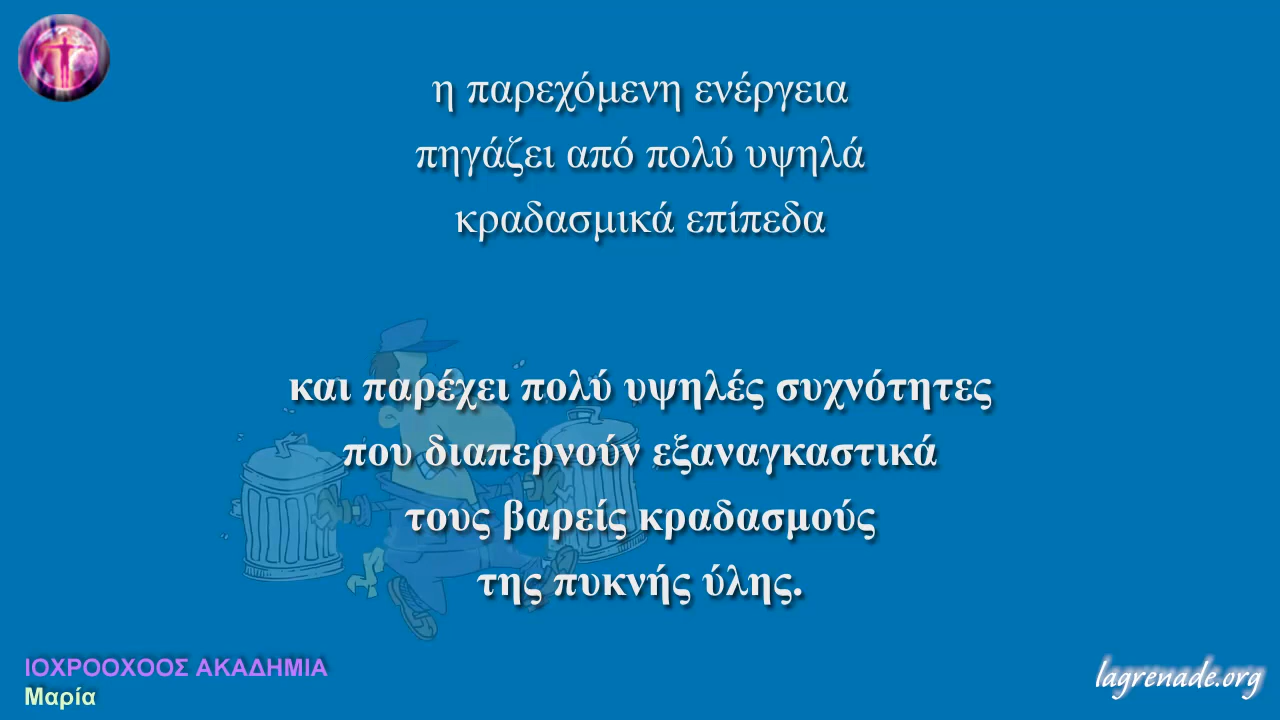 η παρεχόμενη ενέργεια
πηγάζει από πολύ υψηλά
κραδασμικά επίπεδα
και παρέχει πολύ υψηλές συχνότητες
που διαπερνούν εξαναγκαστικά
τους βαρείς κραδασμούς
της πυκνής ύλης.
ΙΟΧΡΟΟΧΟΟΣ ΑΚΑΔΗΜΙΑ
Μαρία
lagrenade.org